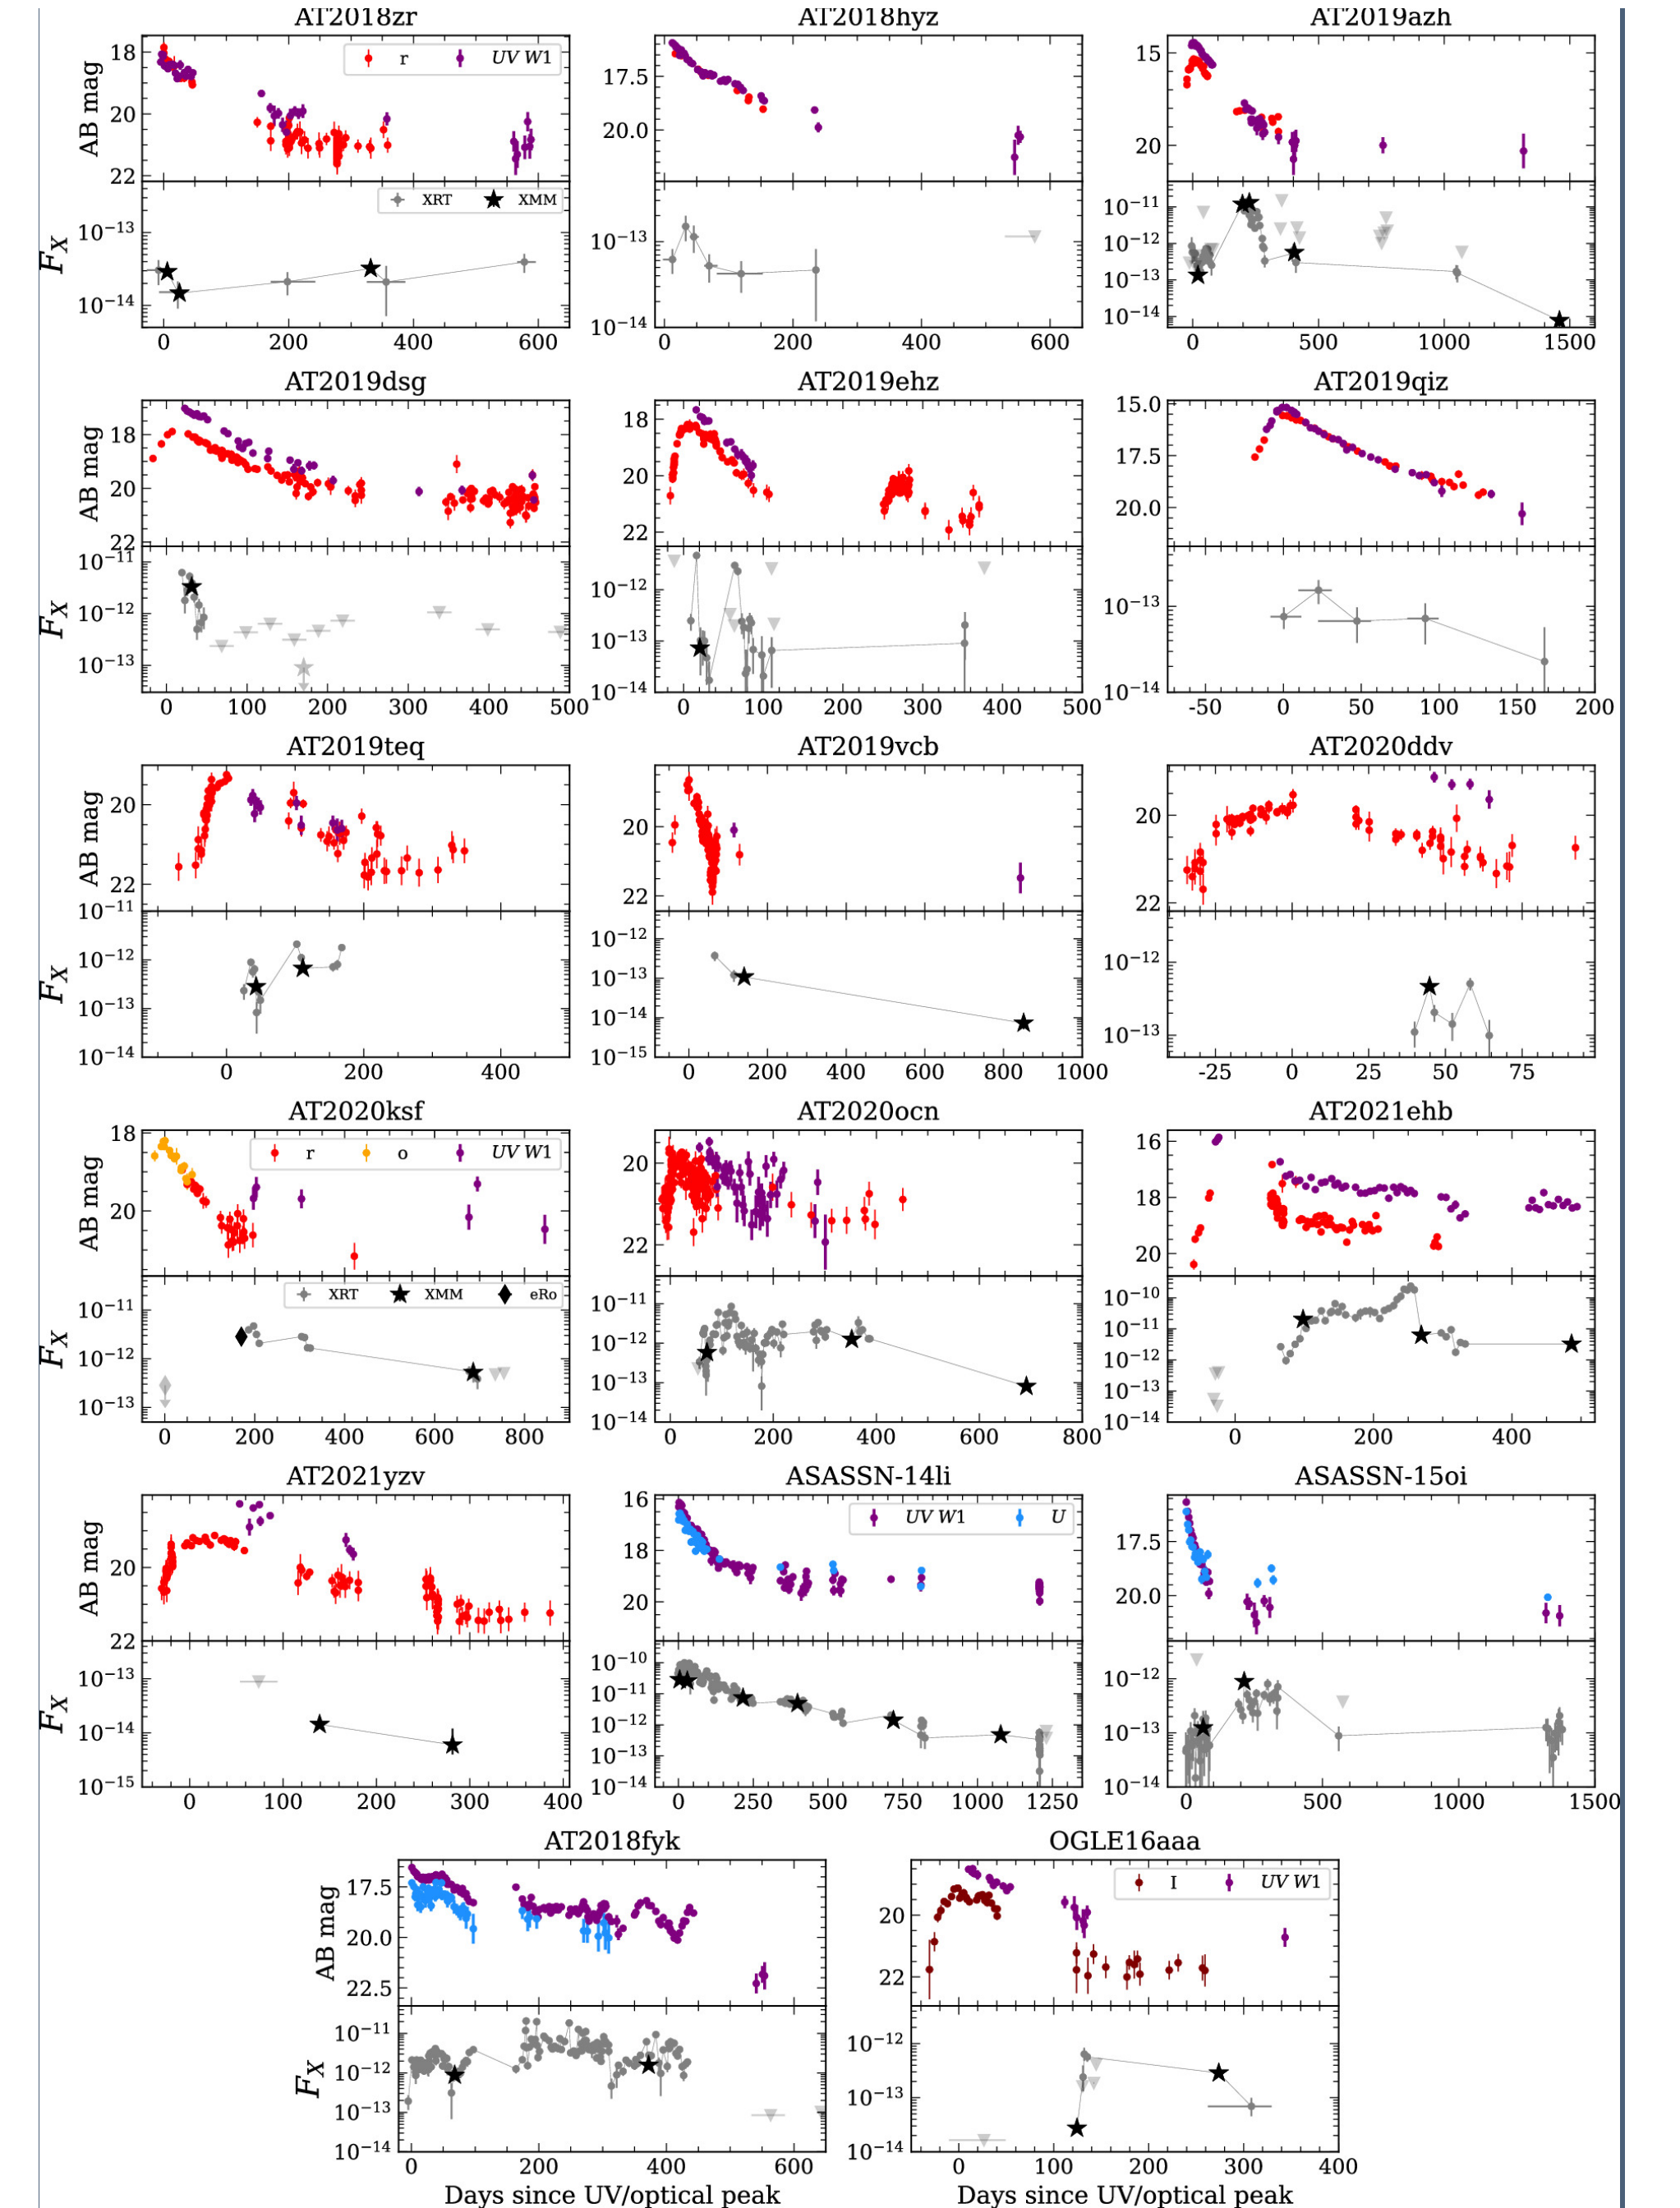 AT2018zr AT2018hyz AT2019azh
AB mag
18
20
22
r UV W1
17.5
20.0
15
20
F_X
10^−13
10^−14
XRT XMM
10^−13
10^−14
10^−11
10^−12
10^−13
10^−14
0 200 400 600
0 200 400 600
0 500 1000 1500
AT2019dsg AT2019ehz AT2019qiz
AB mag
18
20
22
18
20
22
15.0
17.5
20.0
F_X
10^−11
10^−12
10^−13
10^−12
10^−13
10^−14
10^−13
10^−14
0 100 200 300 400 500
0 100 200 300 400 500
-50 0 50 100 150 200
AT2019teq AT2019vcb AT2020ddv
AB mag
20
22
20
22
20
22
F_X
10^−11
10^−12
10^−13
10^−14
10^−12
10^−13
10^−14
10^−15
10^−12
10^−13
0 200 400
0 200 400 600 800 1000
-25 0 25 50 75
AT2020ksf AT2020ocn AT2021ehb
AB mag
18
20
r o UV W1
20
22
16
18
20
F_X
10^−11
10^−12
10^−13
XRT XMM eRo
10^−11
10^−12
10^−13
10^−14
10^−10
10^−11
10^−12
10^−13
10^−14
0 200 400 600 800
0 200 400 600 800
0 200 400
AT2021yzv ASASSN-14li ASASSN-15oi
AB mag
20
22
16
18
20
UV W1 U
17.5
20.0
F_X
10^−13
10^−14
10^−15
10^−10
10^−11
10^−12
10^−13
10^−14
10^−12
10^−13
10^−14
0 100 200 300 400
0 250 500 750 1000 1250
0 500 1000 1500
AT2018fyk OGLE16aaa
AB mag
17.5
20.0
22.5
20
22
I UV W1
F_X
10^−11
10^−12
10^−13
10^−14
10^−12
10^−13
10^−14
0 200 400 600
0 100 200 300 400
Days since UV/optical peak Days since UV/optical peak